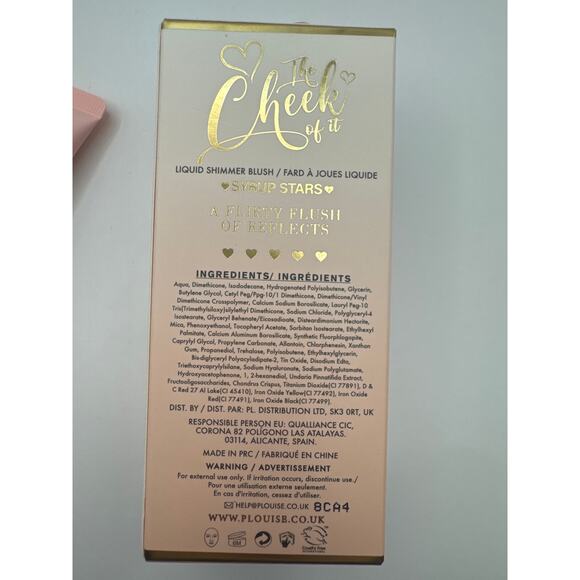 The
Cheek
of it
LIQUID SHIMMER BLUSH / FARD À JOUES LIQUIDE
SYRUP STARS
A FLIRTY FLUSH
OF REFLECTS
INGREDIENTS/ INGRÉDIENTS
Aqua, Dimethicone, Isododecane, Hydrogenated Polyisobutene, Glycerin,
Butylene Glycol, Cetyl Peg/Ppg-10/1 Dimethicone, Dimethicone/Vinyl
Dimethicone Crosspolymer, Calcium Sodium Borosilicate, Lauryl Peg-10
Tris(Trimethylsiloxy)silylethyl Dimethicone, Sodium Chloride, Polyglyceryl-4
Isostearate, Glyceryl Behenate/Eicosadioate, Disteardimonium Hectorite,
Mica, Phenoxyethanol, Tocopheryl Acetate, Sorbitan Isostearate, Ethylhexyl
Palmitate, Calcium Aluminum Borosilicate, Synthetic Fluorphlogopite,
Caprylyl Glycol, Propylene Carbonate, Allantoin, Chlorphenesin, Xanthan
Gum, Propanediol, Trehalose, Polyisobutene, Ethylhexylglycerin,
Bis-diglyceryl Polyacyladipate-2, Tin Oxide, Disodium Edta,
Triethoxycaprylylsilane, Sodium Hyaluronate, Sodium Polyglutamate,
Hydroxyacetophenone, 1, 2-hexanediol, Undaria Pinnatifida Extract,
Fructooligosaccharides, Chondrus Crispus, Titanium Dioxide(CI 77891), D &
C Red 27 Al Lake(CI 45410), Iron Oxide Yellow(CI 77492), Iron Oxide
Red(CI 77491), Iron Oxide Black(CI 77499).
DIST. BY / DIST. PAR: PL. DISTRIBUTION LTD, SK3 0RT, UK
RESPONSIBLE PERSON EU: QUALLIANCE CIC,
CORONA 82 POLÍGONO LAS ATALAYAS.
03114, ALICANTE, SPAIN.
MADE IN PRC / FABRIQUÉ EN CHINE
WARNING / ADVERTISSEMENT
For external use only. If irritation occurs, discontinue use./
Pour une utilisation externe seulement.
En cas d'irritation, cessez d'utiliser.
HELP@PLOUISE.CO.UK 8CA4
WWW.PLOUISE.CO.UK
6M
Cruelty Free
INTERNATIONAL